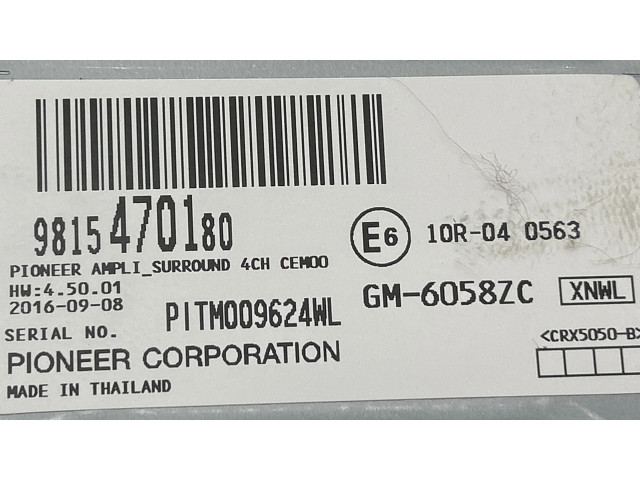 9815470180
E6 10R-04 0563
PIONEER AMPLI_SURROUND 4CH CEMOO
HW:4.50.01
2016-09-08
GM-6058ZC XNWL
SERIAL NO. PITM009624WL
<CRX5050-B>
PIONEER CORPORATION
MADE IN THAILAND